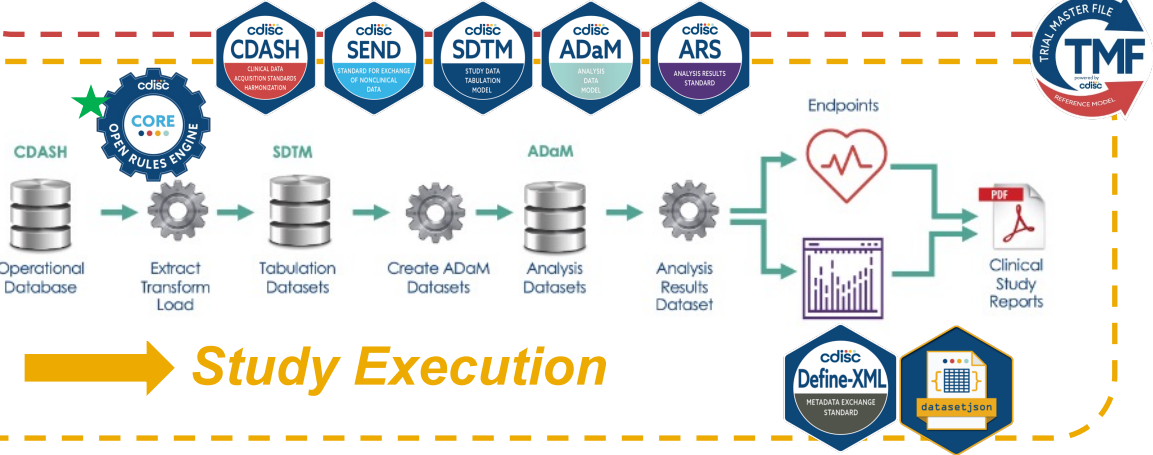 cdisc
CDASH
CLINICAL DATA
ACQUISITION STANDARDS
HARMONIZATION
cdisc
SEND
STANDARD FOR EXCHANGE
OF NONCLINICAL
DATA
cdisc
SDTM
STUDY DATA
TABULATION
MODEL
cdisc
ADaM
ANALYSIS
DATA
MODEL
cdisc
ARS
ANALYSIS RESULTS
STANDARD
TRIAL MASTER FILE
TMF
powered by
cdisc
REFERENCE MODEL
cdisc
CORE
OPEN RULES ENGINE
CDASH
SDTM
ADaM
Endpoints
PDF
Operational
Database
Extract
Transform
Load
Tabulation
Datasets
Create ADaM
Datasets
Analysis
Datasets
Analysis
Results
Dataset
Clinical
Study
Reports
Study Execution
cdisc
Define-XML
METADATA EXCHANGE
STANDARD
datasetjson